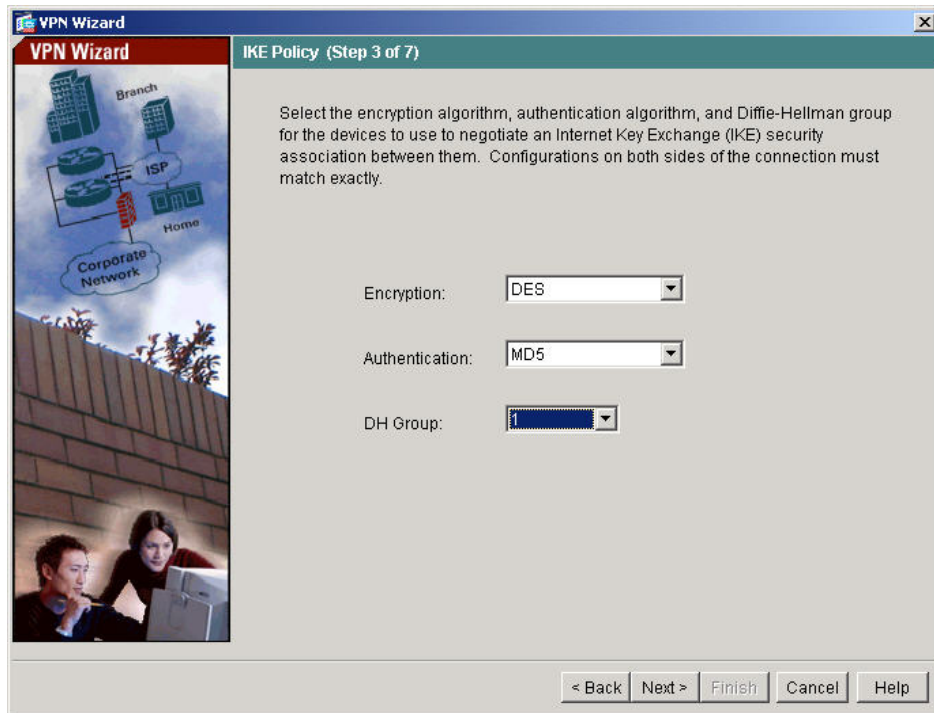 VPN Wizard
VPN Wizard
IKE Policy (Step 3 of 7)
Branch
ISP
Home
Corporate
Network
Select the encryption algorithm, authentication algorithm, and Diffie-Hellman group
for the devices to use to negotiate an Internet Key Exchange (IKE) security
association between them. Configurations on both sides of the connection must
match exactly.
Encryption: DES
Authentication: MD5
DH Group: 1
< Back Next > Finish Cancel Help